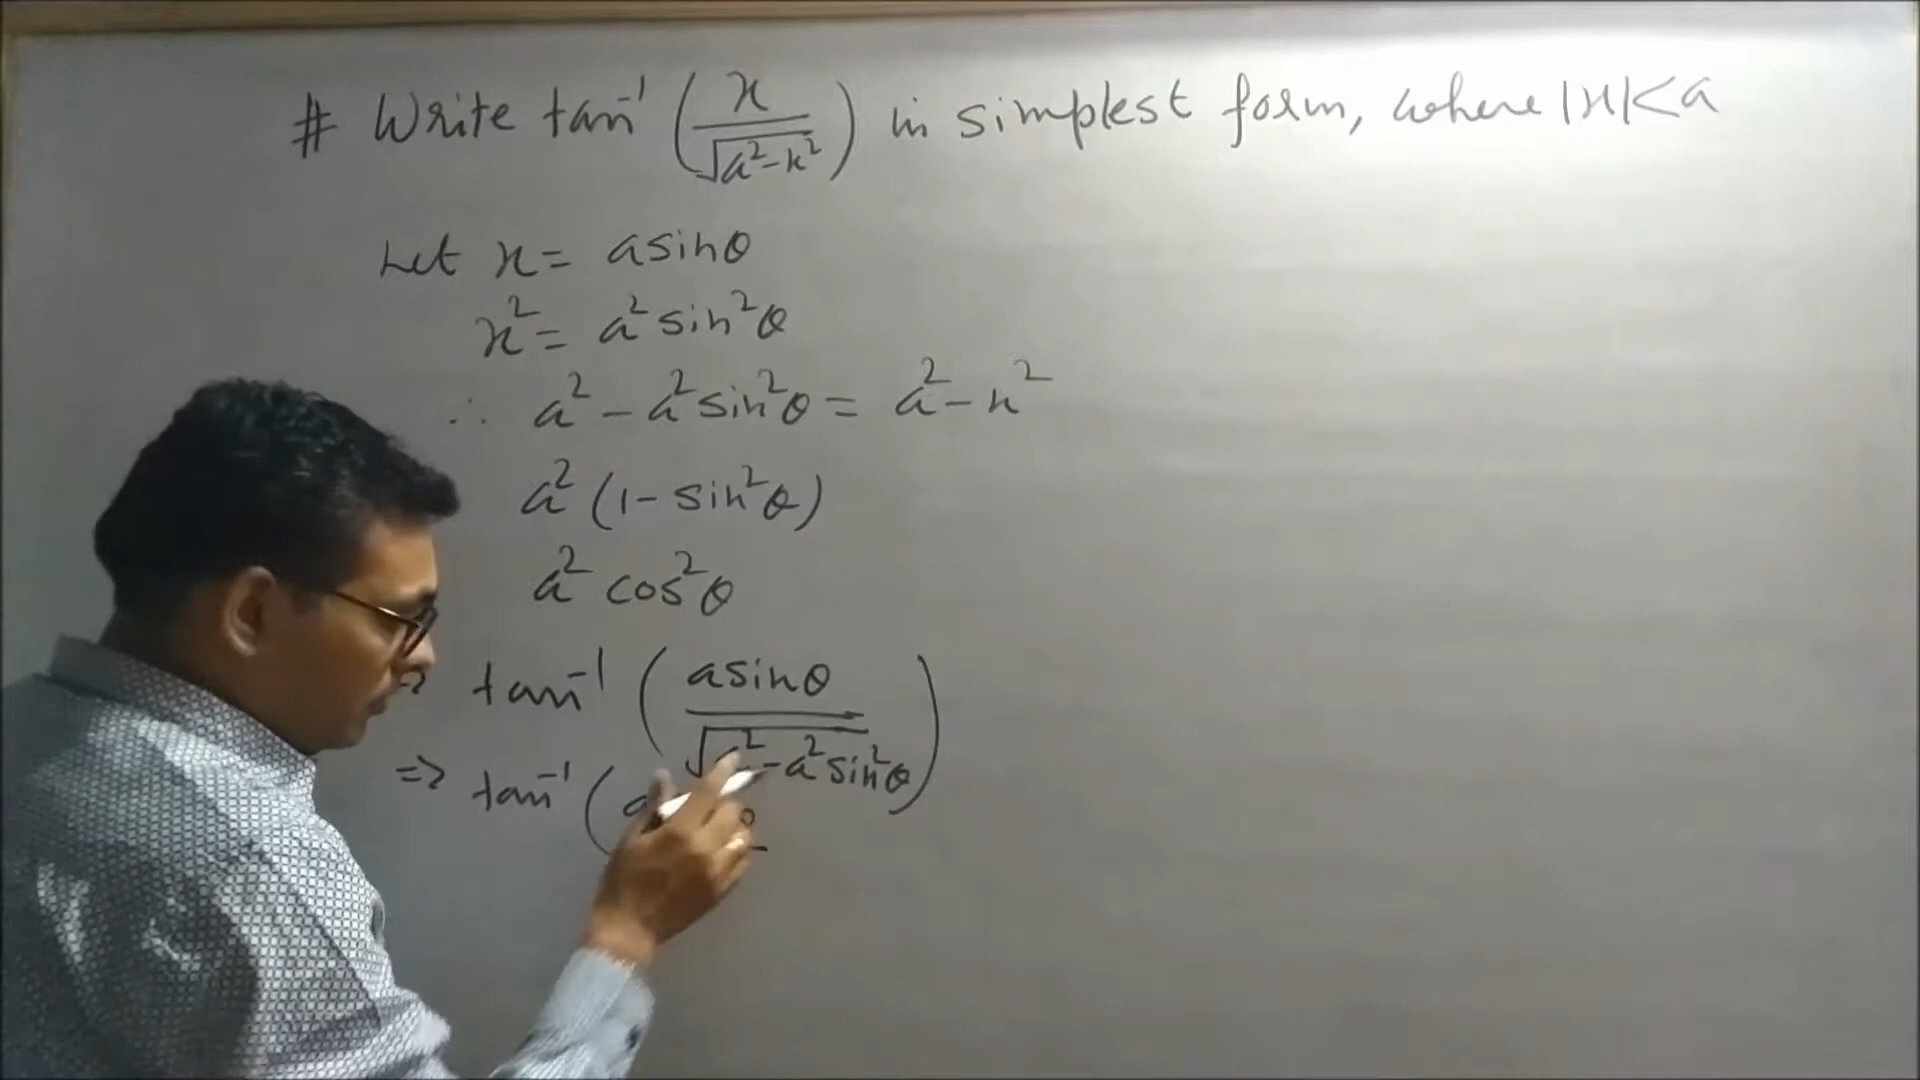 # Write tan⁻¹ (x / √(a²-x²)) in simplest form, where |x|<a
Let x = a sinθ
x² = a² sin²θ
∴ a² - a² sin²θ = a² - x²
a² (1 - sin²θ)
a² cos²θ
⇒ tan⁻¹ (a sinθ / √(a² - a² sin²θ))
⇒ tan⁻¹ (a